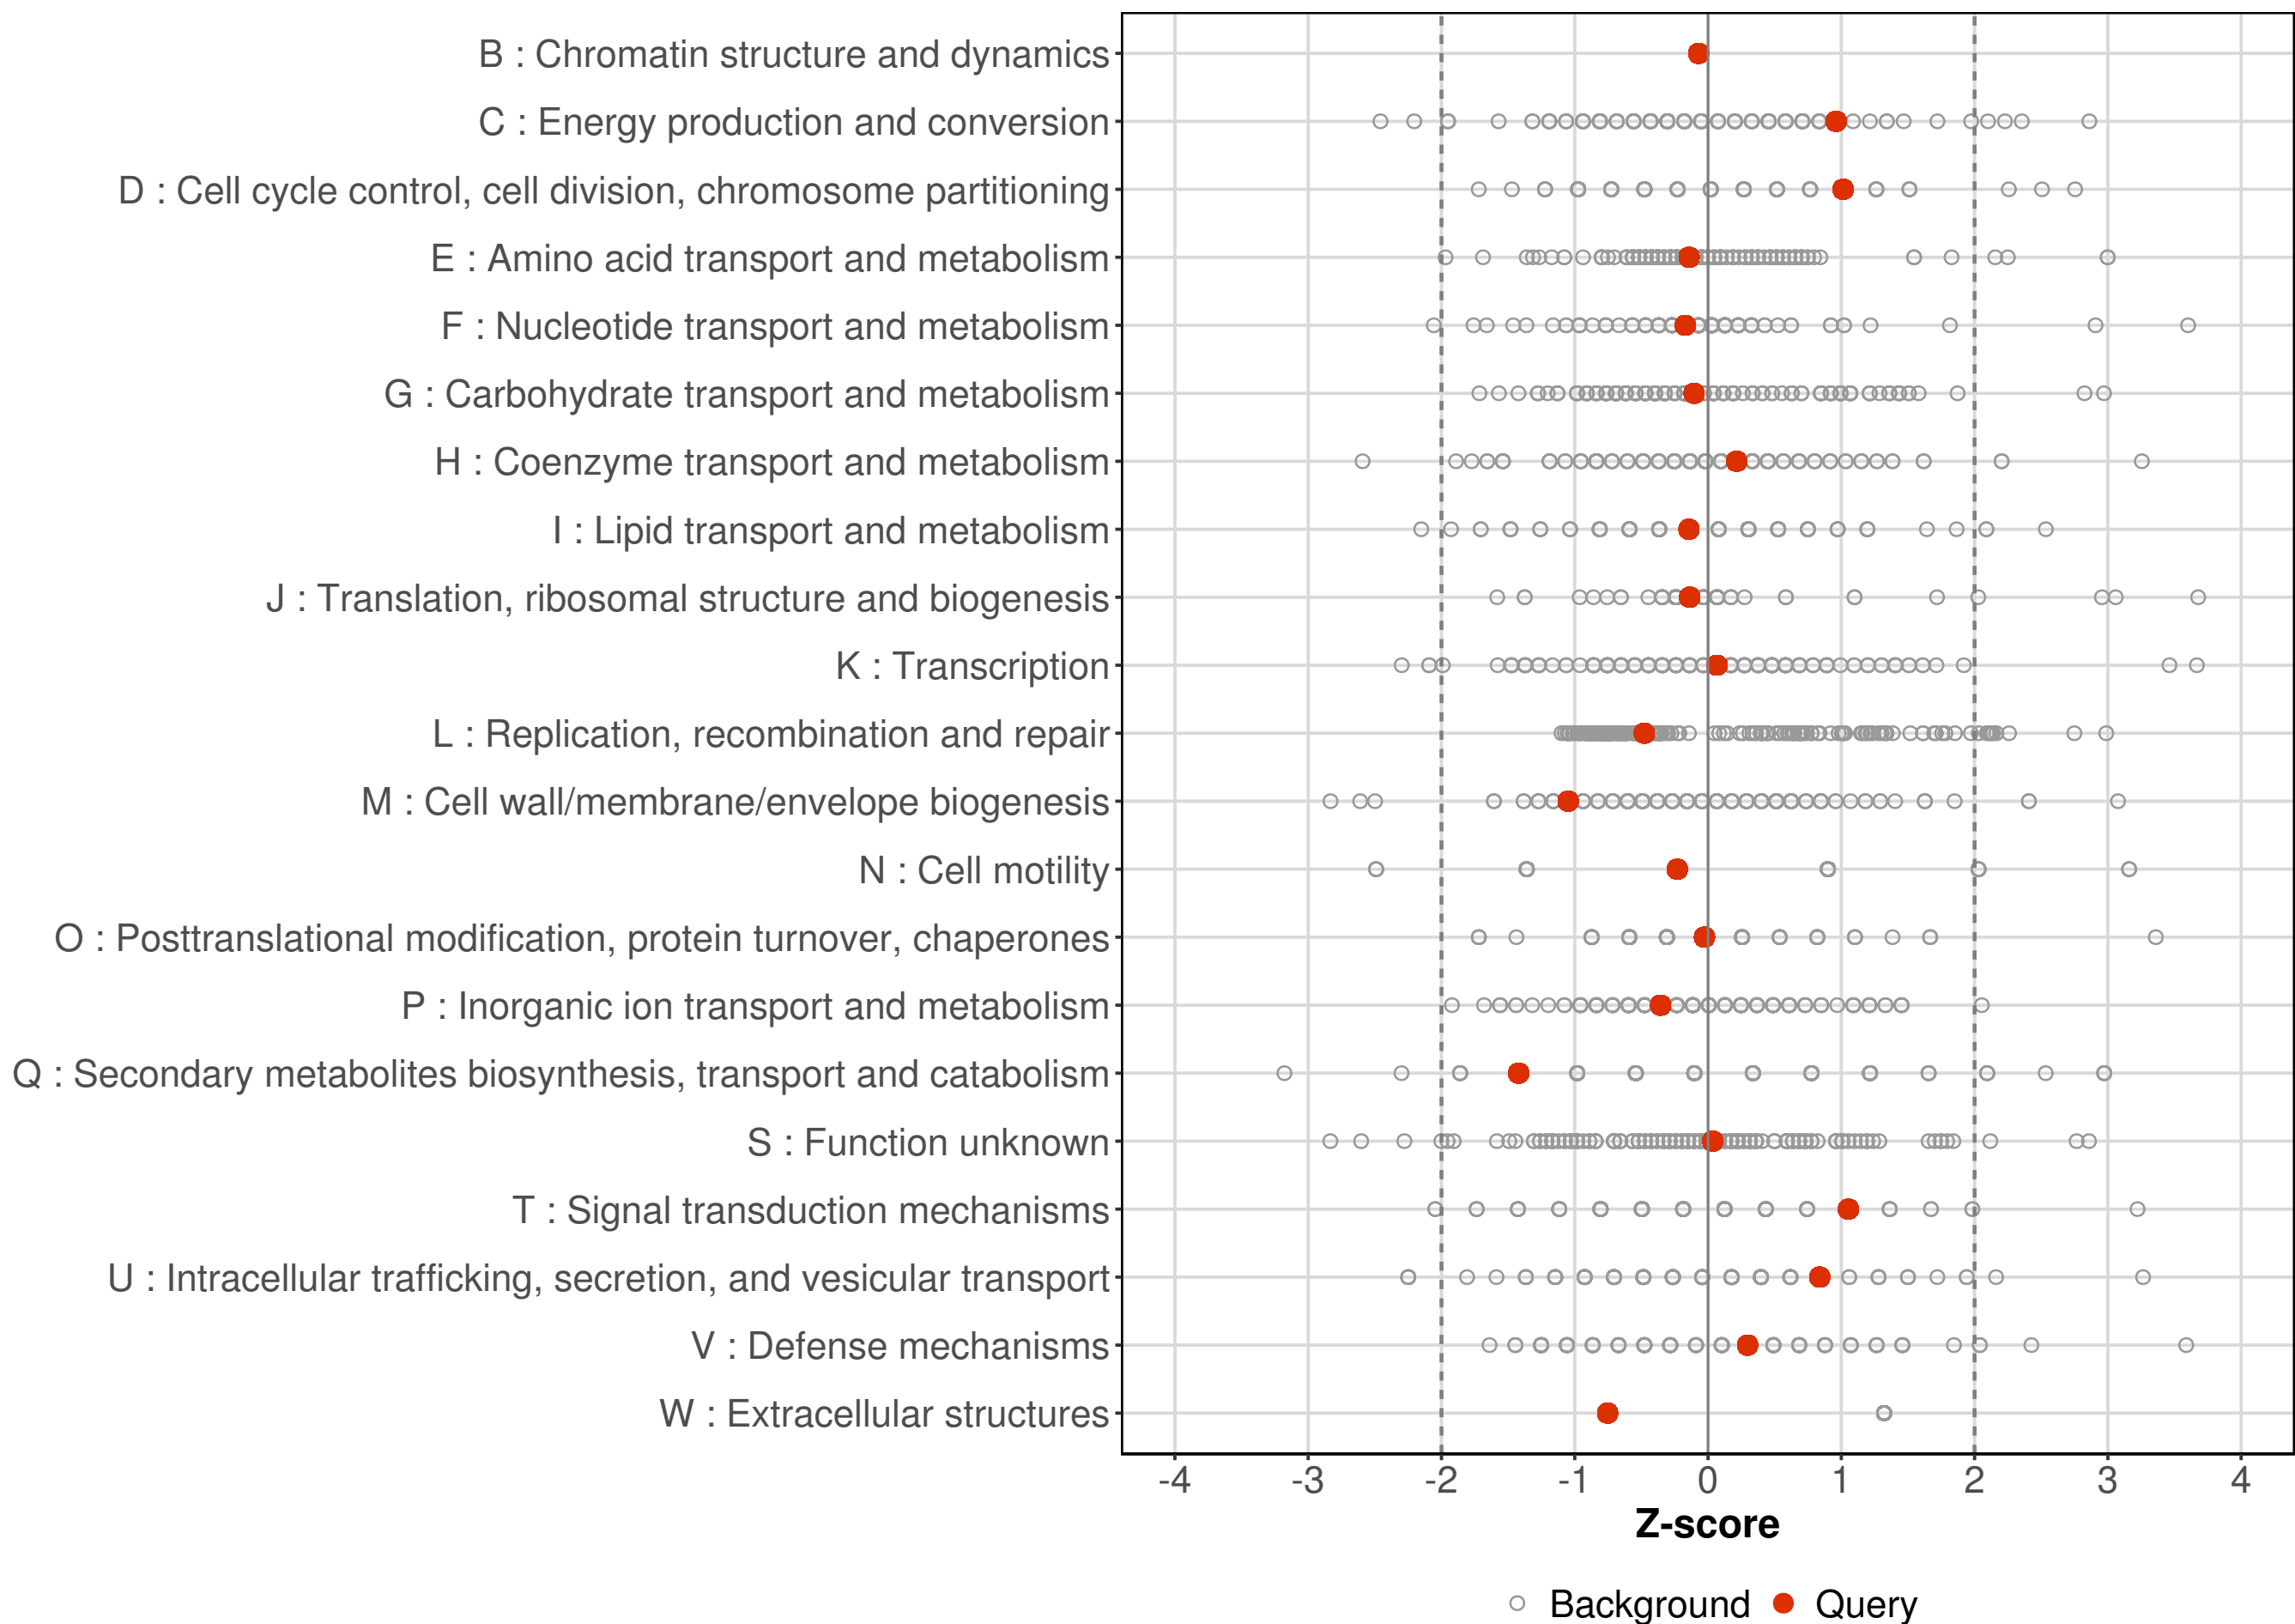 B : Chromatin structure and dynamics
C : Energy production and conversion
D : Cell cycle control, cell division, chromosome partitioning
E : Amino acid transport and metabolism
F : Nucleotide transport and metabolism
G : Carbohydrate transport and metabolism
H : Coenzyme transport and metabolism
I : Lipid transport and metabolism
J : Translation, ribosomal structure and biogenesis
K : Transcription
L : Replication, recombination and repair
M : Cell wall/membrane/envelope biogenesis
N : Cell motility
O : Posttranslational modification, protein turnover, chaperones
P : Inorganic ion transport and metabolism
Q : Secondary metabolites biosynthesis, transport and catabolism
S : Function unknown
T : Signal transduction mechanisms
U : Intracellular trafficking, secretion, and vesicular transport
V : Defense mechanisms
W : Extracellular structures
-4 -3 -2 -1 0 1 2 3 4
Z-score
Background Query